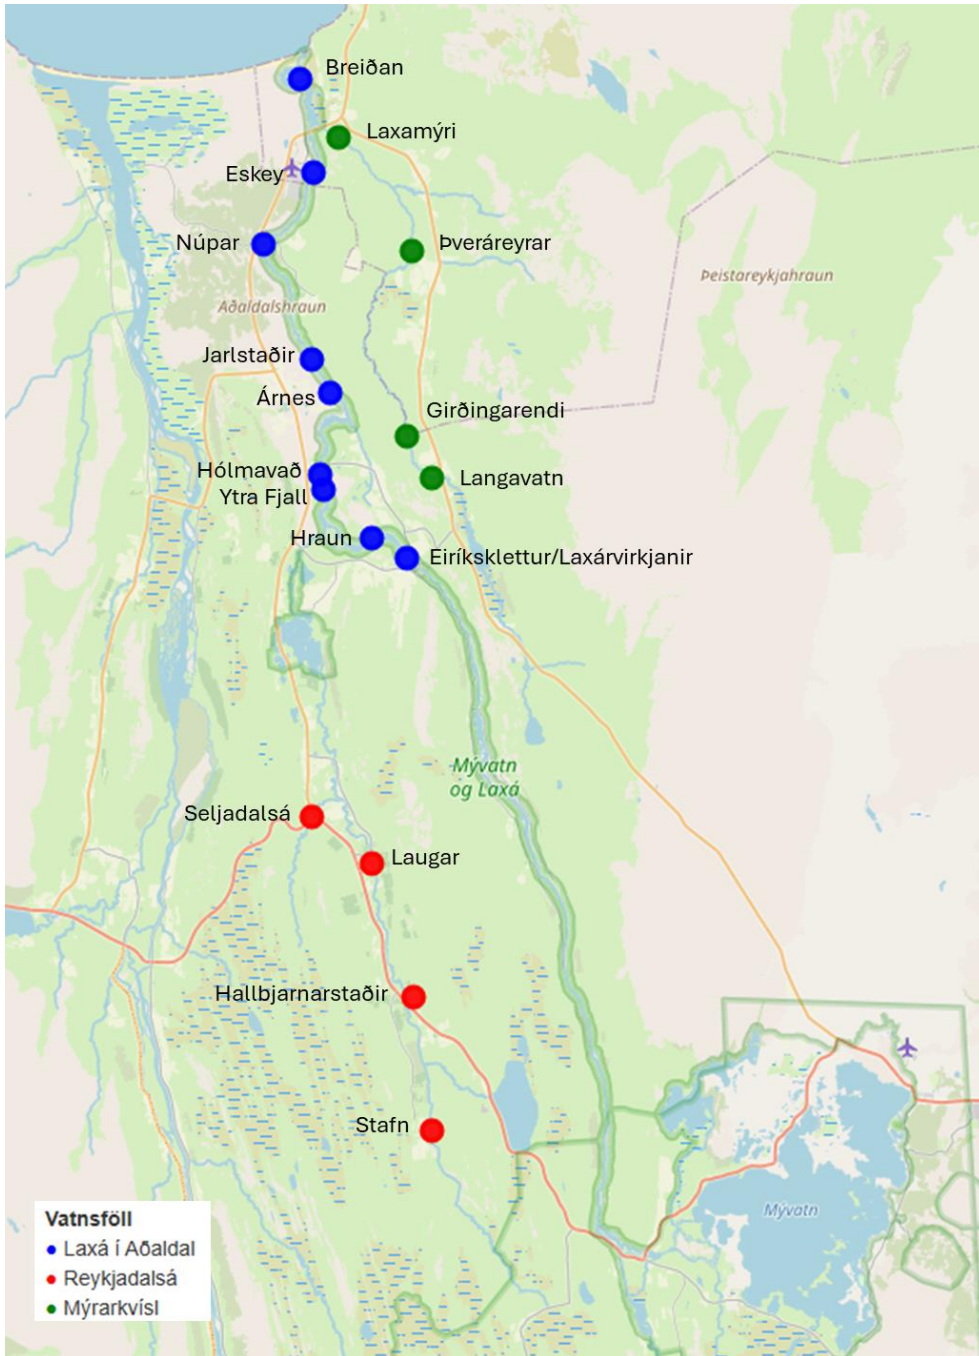 Breiðan
Laxamýri
Eskey
Núpar
Þveráreyrar
Þeistareykjahraun
Aðaldalshraun
Jarlstaðir
Árnes
Girðingarendi
Hólmavað
Langavatn
Ytra Fjall
Hraun
Eiríksklettur/Laxárvirkjanir
Mývatn
og Laxá
Seljadalsá
Laugar
Hallbjarnarstaðir
Stafn
Mývatn
Vatnsföll
Laxá í Aðaldal
Reykjadalsá
Mýrarkvísl